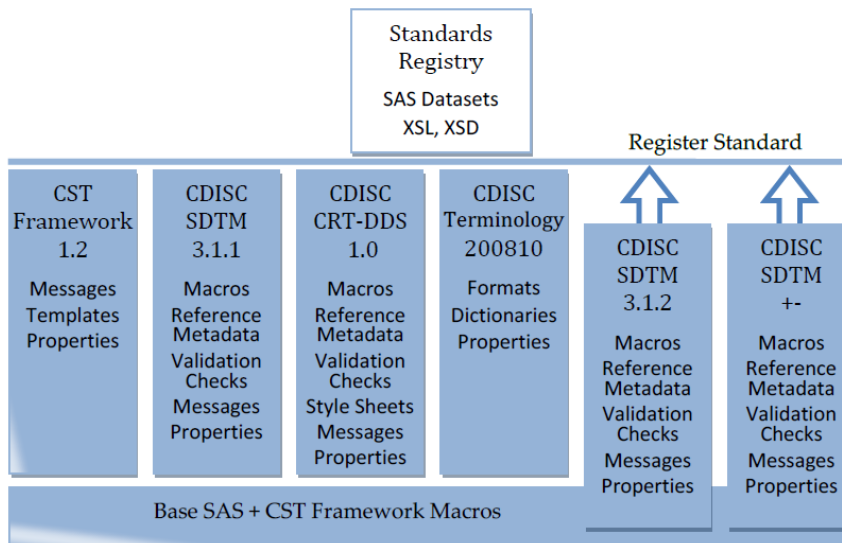 Standards
Registry
SAS Datasets
XSL, XSD
Register Standard
CST
Framework
1.2
Messages
Templates
Properties
CDISC
SDTM
3.1.1
Macros
Reference
Metadata
Validation
Checks
Messages
Properties
CDISC
CRT-DDS
1.0
Macros
Reference
Metadata
Validation
Checks
Style Sheets
Messages
Properties
CDISC
Terminology
200810
Formats
Dictionaries
Properties
CDISC
SDTM
3.1.2
Macros
Reference
Metadata
Validation
Checks
Messages
Properties
CDISC
SDTM
+-
Macros
Reference
Metadata
Validation
Checks
Messages
Properties
Base SAS + CST Framework Macros